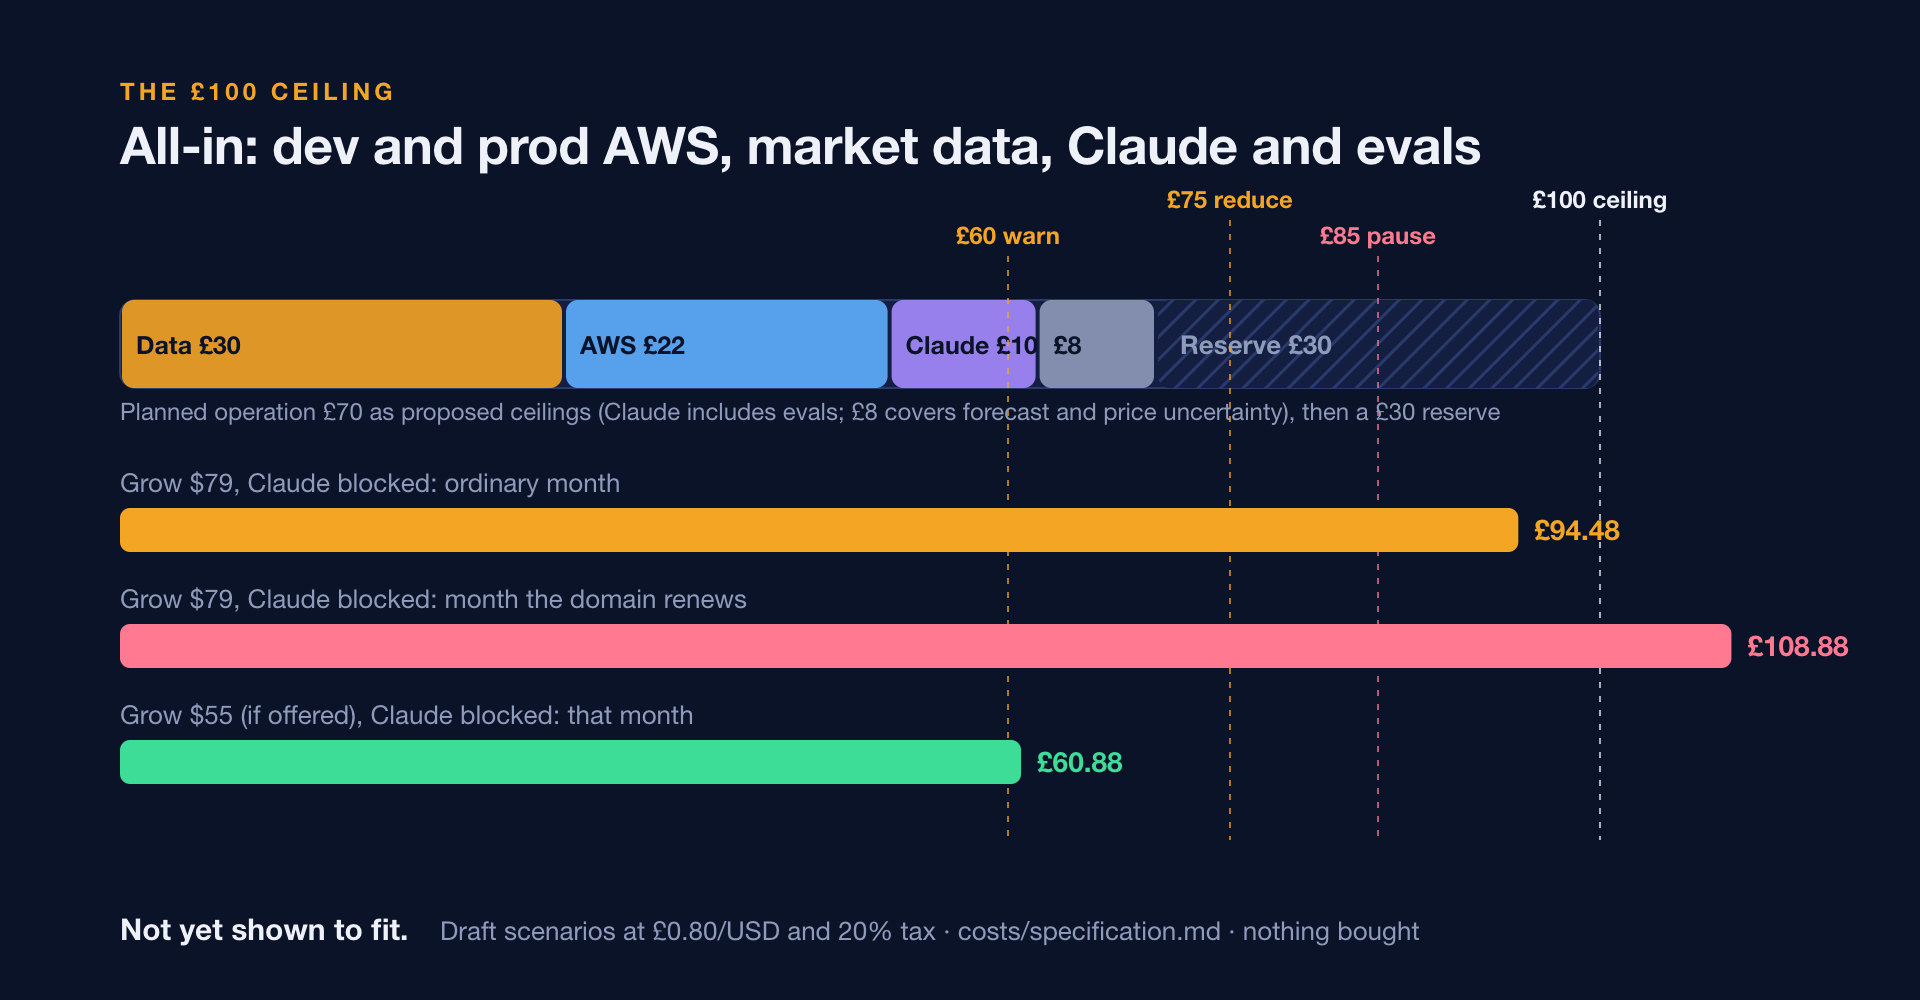 THE £100 CEILING
All-in: dev and prod AWS, market data, Claude and evals
£75 reduce
£100 ceiling
£60 warn
£85 pause
Data £30
AWS £22
Claude £10
£8
Reserve £30
Planned operation £70 as proposed ceilings (Claude includes evals; £8 covers forecast and price uncertainty), then a £30 reserve
Grow $79, Claude blocked: ordinary month
£94.48
Grow $79, Claude blocked: month the domain renews
£108.88
Grow $55 (if offered), Claude blocked: that month
£60.88
Not yet shown to fit.
Draft scenarios at £0.80/USD and 20% tax · costs/specification.md · nothing bought